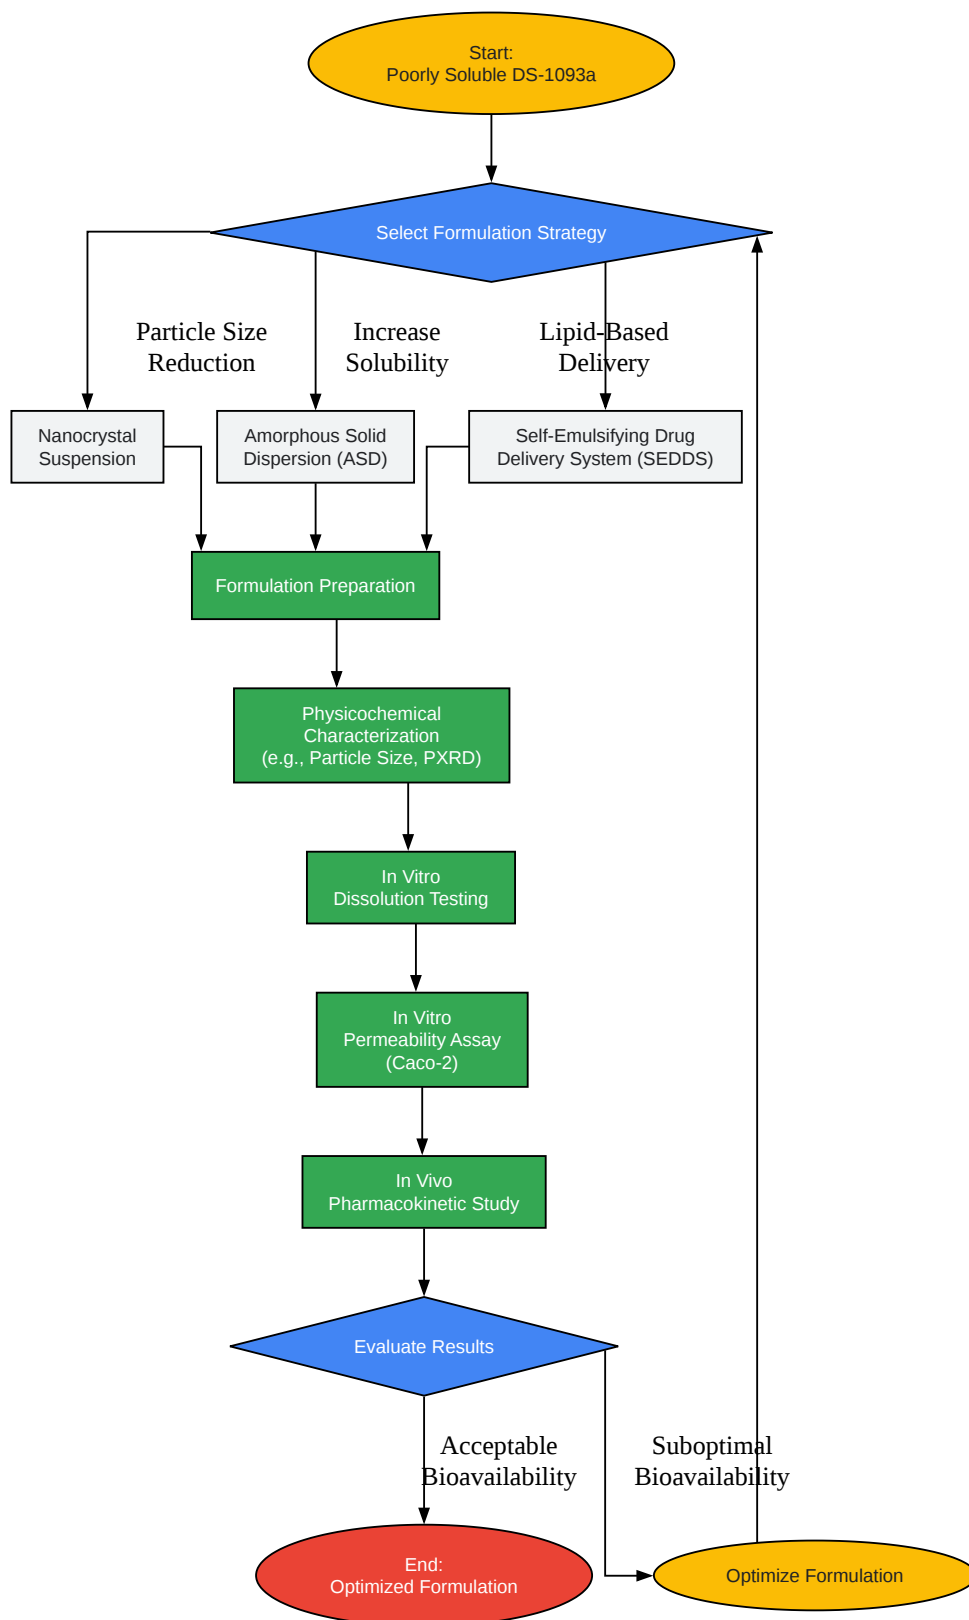 Start:
Poorly Soluble DS-1093a
Select Formulation Strategy
Particle Size
Reduction
Increase
Solubility
Lipid-Based
Delivery
Nanocrystal
Suspension
Amorphous Solid
Dispersion (ASD)
Self-Emulsifying Drug
Delivery System (SEDDS)
Formulation Preparation
Physicochemical
Characterization
(e.g., Particle Size, PXRD)
In Vitro
Dissolution Testing
In Vitro
Permeability Assay
(Caco-2)
In Vivo
Pharmacokinetic Study
Evaluate Results
Acceptable
Bioavailability
Suboptimal
Bioavailability
End:
Optimized Formulation
Optimize Formulation